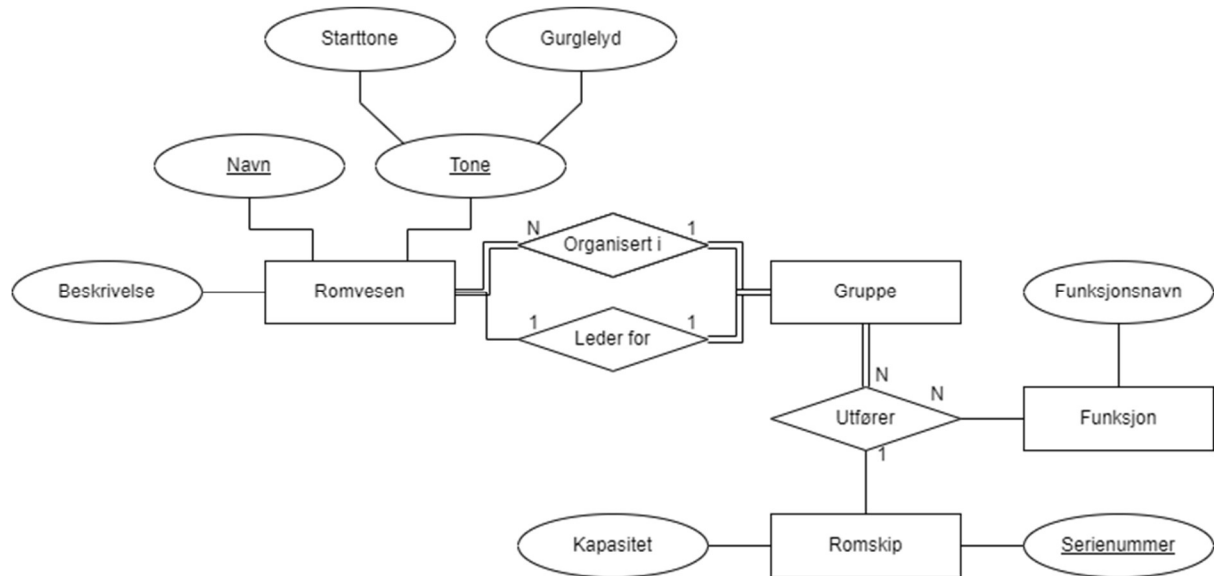 Starttone
Gurglelyd
Navn
Tone
N
Organisert i
1
Beskrivelse
Romvesen
Gruppe
Funksjonsnavn
1
Leder for
1
N
N
Utfører
Funksjon
1
Kapasitet
Romskip
Serienummer